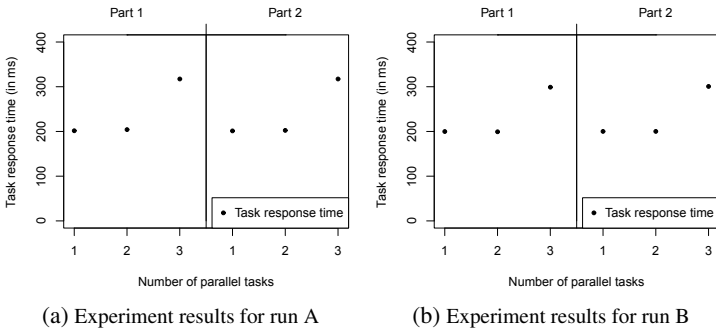 Part 1 Part 2
Task response time (in ms)
400
300
200
100
0
Task response time
1 2 3 1 2 3
Number of parallel tasks
(a) Experiment results for run A
Part 1 Part 2
Task response time (in ms)
400
300
200
100
0
Task response time
1 2 3 1 2 3
Number of parallel tasks
(b) Experiment results for run B